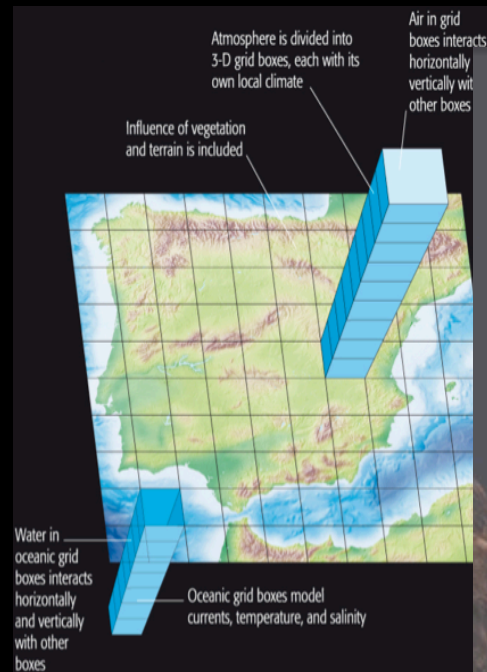 Atmosphere is divided into
3-D grid boxes, each with its
own local climate
Air in grid
boxes interacts
horizontally
vertically wit
other boxes
Influence of vegetation
and terrain is included
Water in
oceanic grid
boxes interacts
horizontally
and vertically
with other
boxes
Oceanic grid boxes model
currents, temperature, and salinity